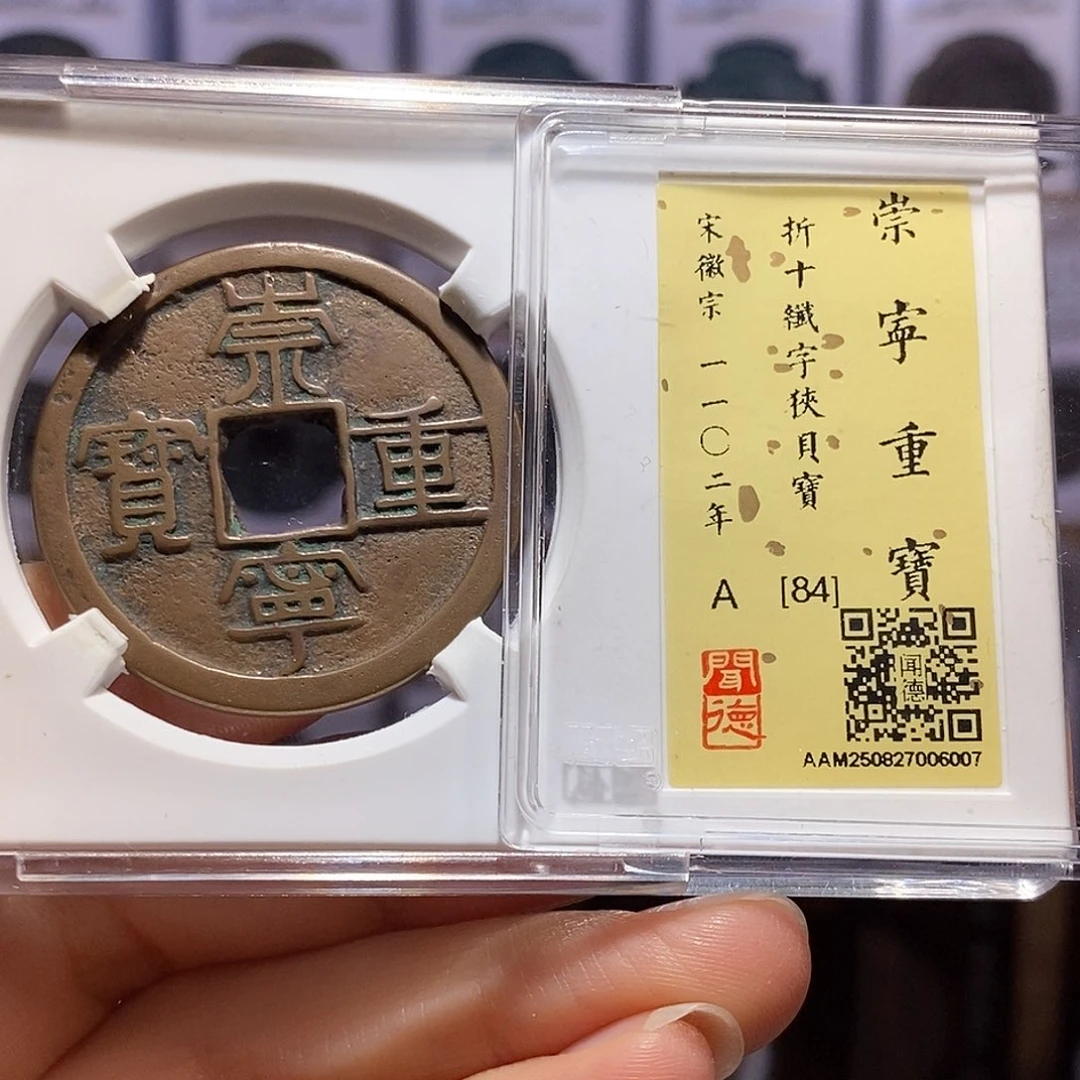 崇
寧
重
寶
崇寧重寶
折十纖字狹貝寶
宋徽宗 一一〇二年
A [84]
聞德
闻德
AAM250827006007